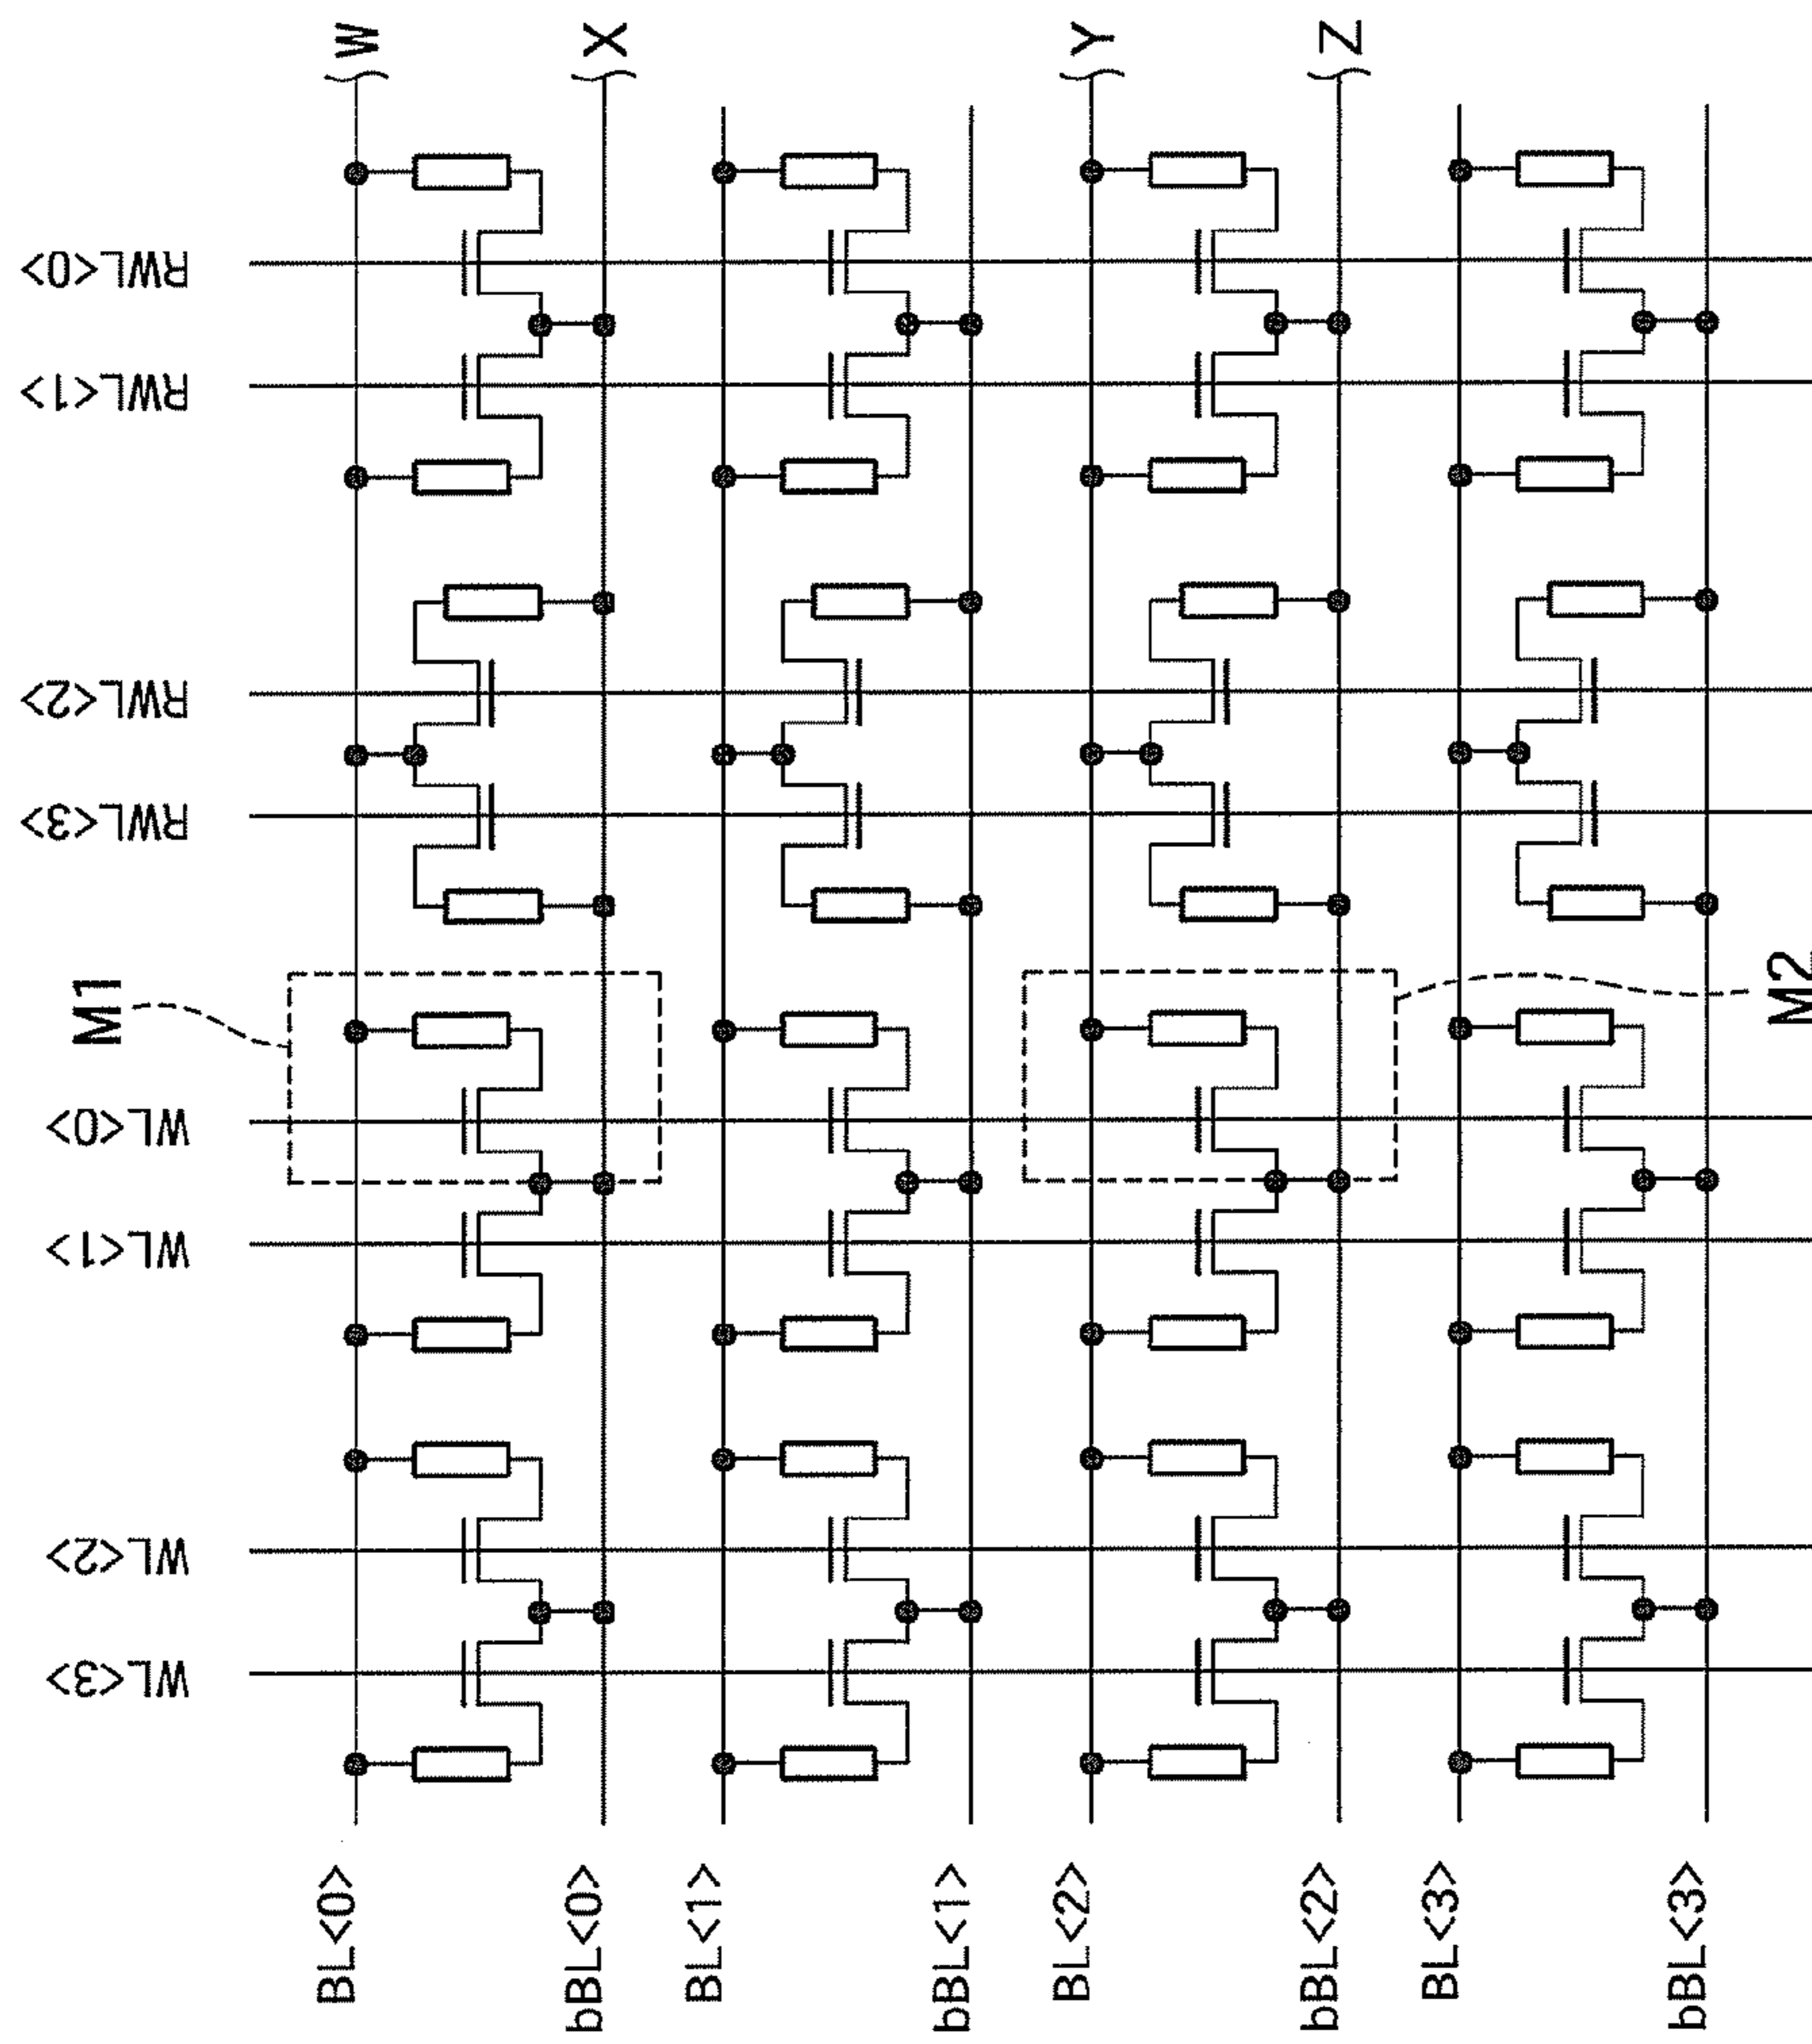 W
X
Y
Z
RWL<0>
RWL<1>
RWL<2>
RWL<3>
M1
WL<0>
WL<1>
WL<2>
WL<3>
M2
BL<0>
bBL<0>
BL<1>
bBL<1>
BL<2>
bBL<2>
BL<3>
bBL<3>